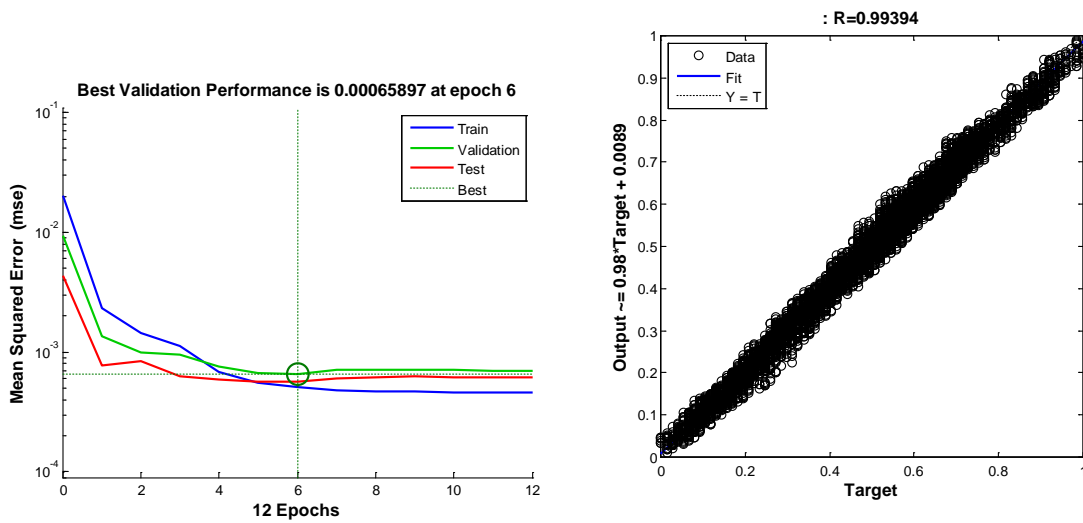 Best Validation Performance is 0.00065897 at epoch 6
Mean Squared Error (mse)
10^-1
10^-2
10^-3
10^-4
Train
Validation
Test
Best
0 2 4 6 8 10 12
12 Epochs
: R=0.99394
Output ~= 0.98*Target + 0.0089
1
0.9
0.8
0.7
0.6
0.5
0.4
0.3
0.2
0.1
0
Data
Fit
Y = T
0 0.2 0.4 0.6 0.8 1
Target